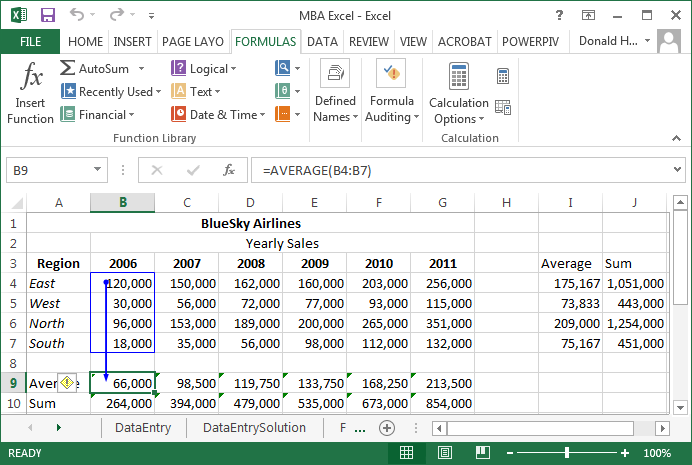 MBA Excel - Excel
FILE HOME INSERT PAGE LAYO FORMULAS DATA REVIEW VIEW ACROBAT POWERPIV Donald H...
fx Σ AutoSum Logical
Recently Used A Text θ
Financial Date & Time
Insert Function
Defined Names
Formula Auditing
Calculation Options
Function Library Calculation
B9 fx =AVERAGE(B4:B7)
A B C D E F G H I J
1 BlueSky Airlines
2 Yearly Sales
3 Region 2006 2007 2008 2009 2010 2011 Average Sum
4 East 120,000 150,000 162,000 160,000 203,000 256,000 175,167 1,051,000
5 West 30,000 56,000 72,000 77,000 93,000 115,000 73,833 443,000
6 North 96,000 153,000 189,000 200,000 265,000 351,000 209,000 1,254,000
7 South 18,000 35,000 56,000 98,000 112,000 132,000 75,167 451,000
8
9 Aver e 66,000 98,500 119,750 133,750 168,250 213,500
10 Sum 264,000 394,000 479,000 535,000 673,000 854,000
DataEntry DataEntrySolution F ...
READY 100%